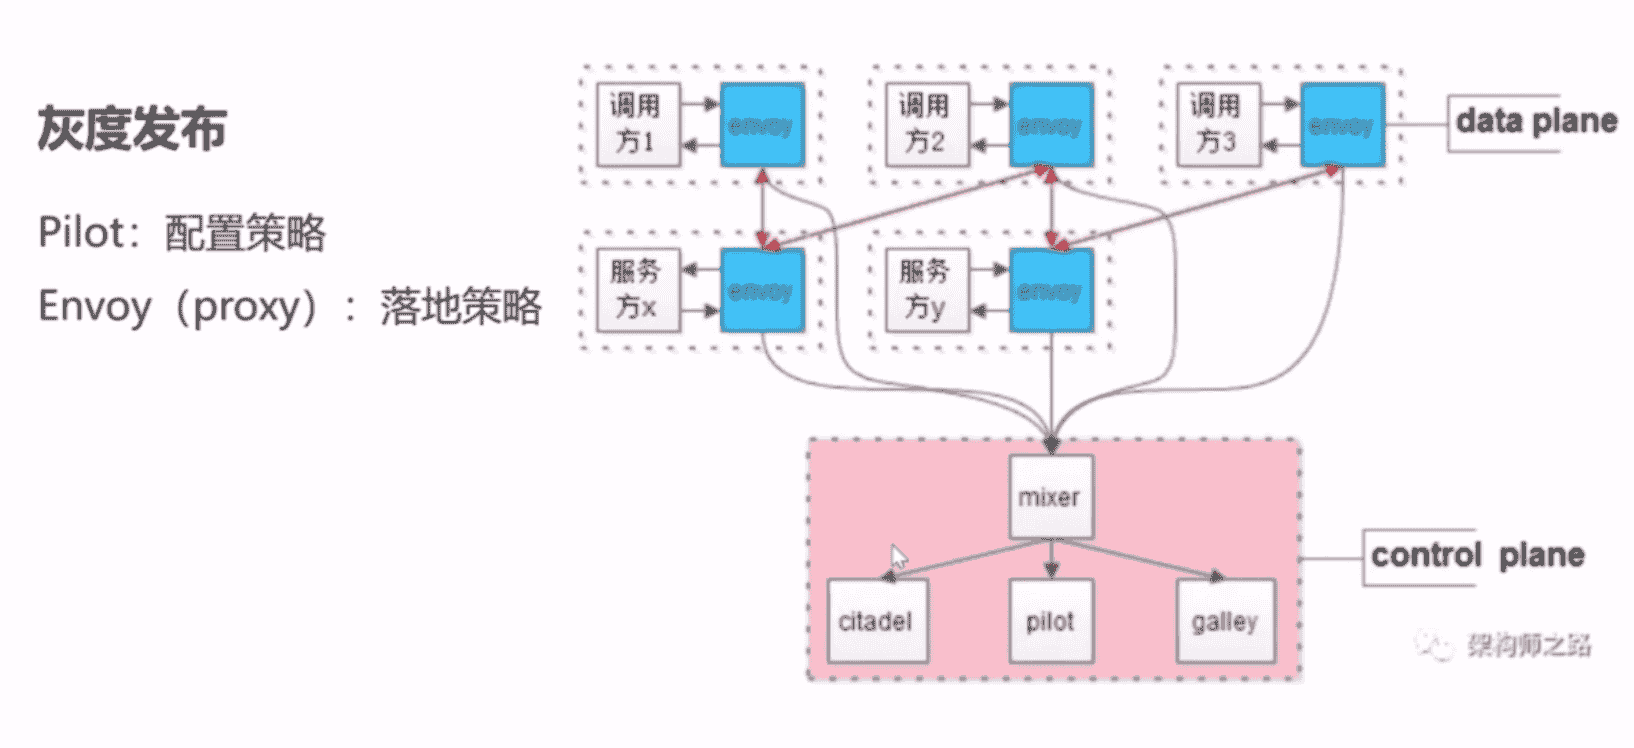 灰度发布
Pilot：配置策略
Envoy（proxy）：落地策略
调用
方1
envoy
调用
方2
envoy
调用
方3
envoy
data plane
服务
方x
envoy
服务
方y
envoy
mixer
citadel
pilot
galley
control plane
架构师之路